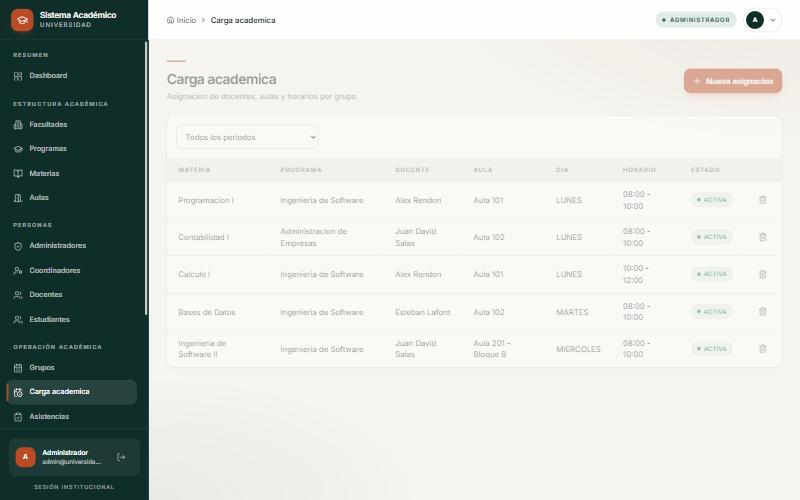 Sistema Académico
UNIVERSIDAD
RESUMEN
Dashboard
ESTRUCTURA ACADÉMICA
Facultades
Programas
Materias
Aulas
PERSONAS
Administradores
Coordinadores
Docentes
Estudiantes
OPERACIÓN ACADÉMICA
Grupos
Carga academica
Asistencias
A
Administrador
admin@universida...
SESIÓN INSTITUCIONAL
Inicio > Carga academica
ADMINISTRADOR
A
Carga academica
Asignacion de docentes, aulas y horarios por grupo
+ Nueva asignacion
Todos los periodos
MATERIA PROGRAMA DOCENTE AULA DIA HORARIO ESTADO
Programacion I Ingenieria de Software Alex Rendon Aula 101 LUNES 08:00 - 10:00 ACTIVA
Contabilidad I Administracion de Empresas Juan David Salas Aula 102 LUNES 08:00 - 10:00 ACTIVA
Calculo I Ingenieria de Software Alex Rendon Aula 101 LUNES 10:00 - 12:00 ACTIVA
Bases de Datos Ingenieria de Software Esteban Lafont Aula 102 MARTES 08:00 - 10:00 ACTIVA
Ingenieria de Software II Ingenieria de Software Juan David Salas Aula 201 - Bloque B MIERCOLES 08:00 - 10:00 ACTIVA